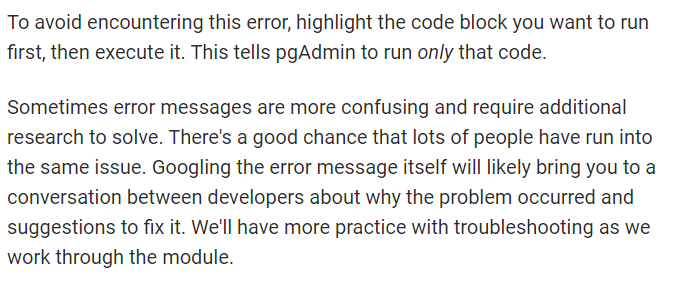 To avoid encountering this error, highlight the code block you want to run
first, then execute it. This tells pgAdmin to run only that code.
Sometimes error messages are more confusing and require additional
research to solve. There's a good chance that lots of people have run into
the same issue. Googling the error message itself will likely bring you to a
conversation between developers about why the problem occurred and
suggestions to fix it. We'll have more practice with troubleshooting as we
work through the module.